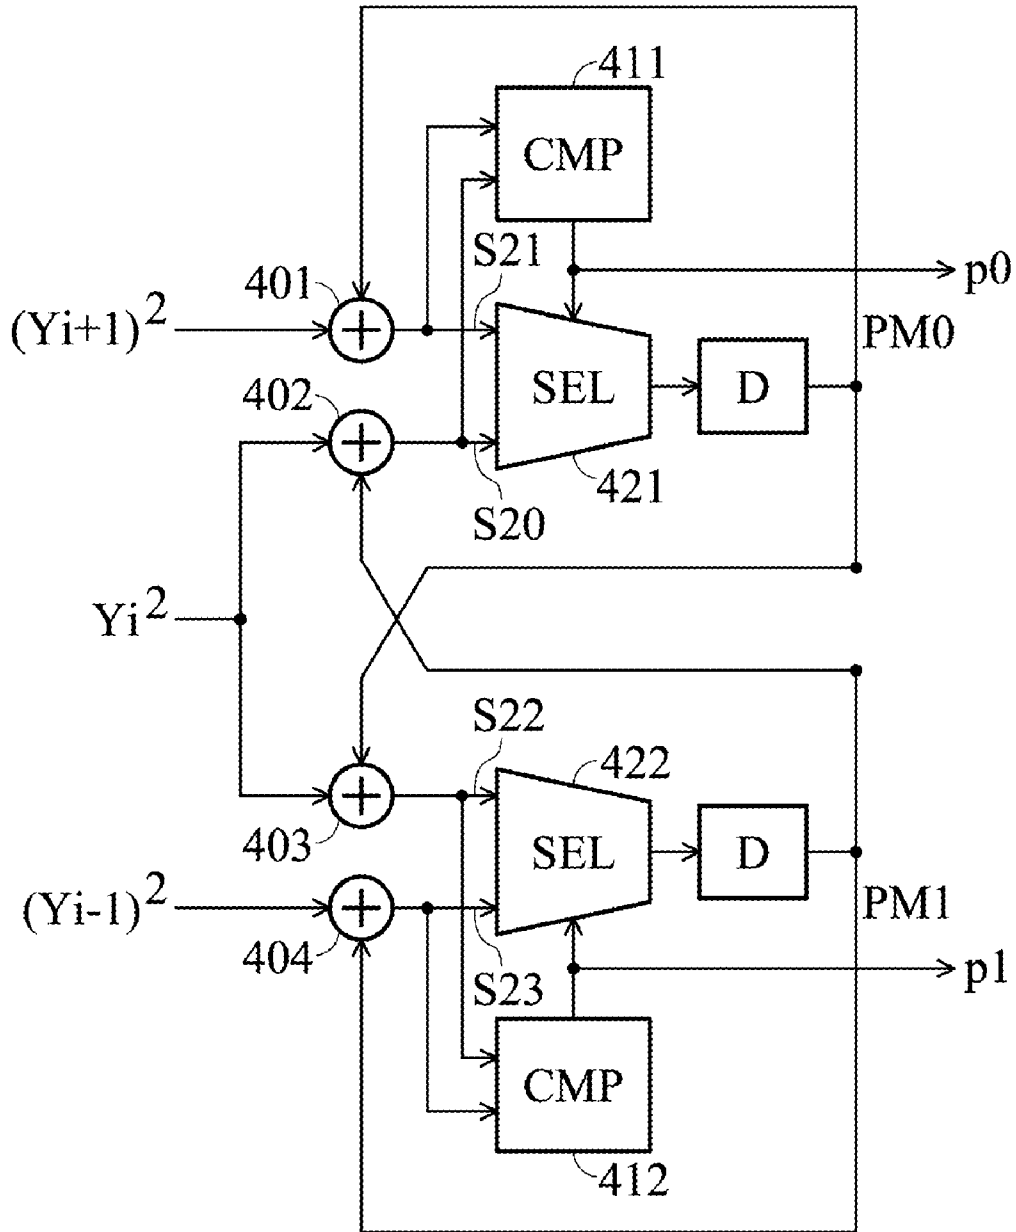 411
CMP
S21
p0
401
(Yi+1)²
PM0
SEL
D
402
421
S20
Yi²
S22
422
403
SEL
D
(Yi-1)²
PM1
404
S23
p1
CMP
412